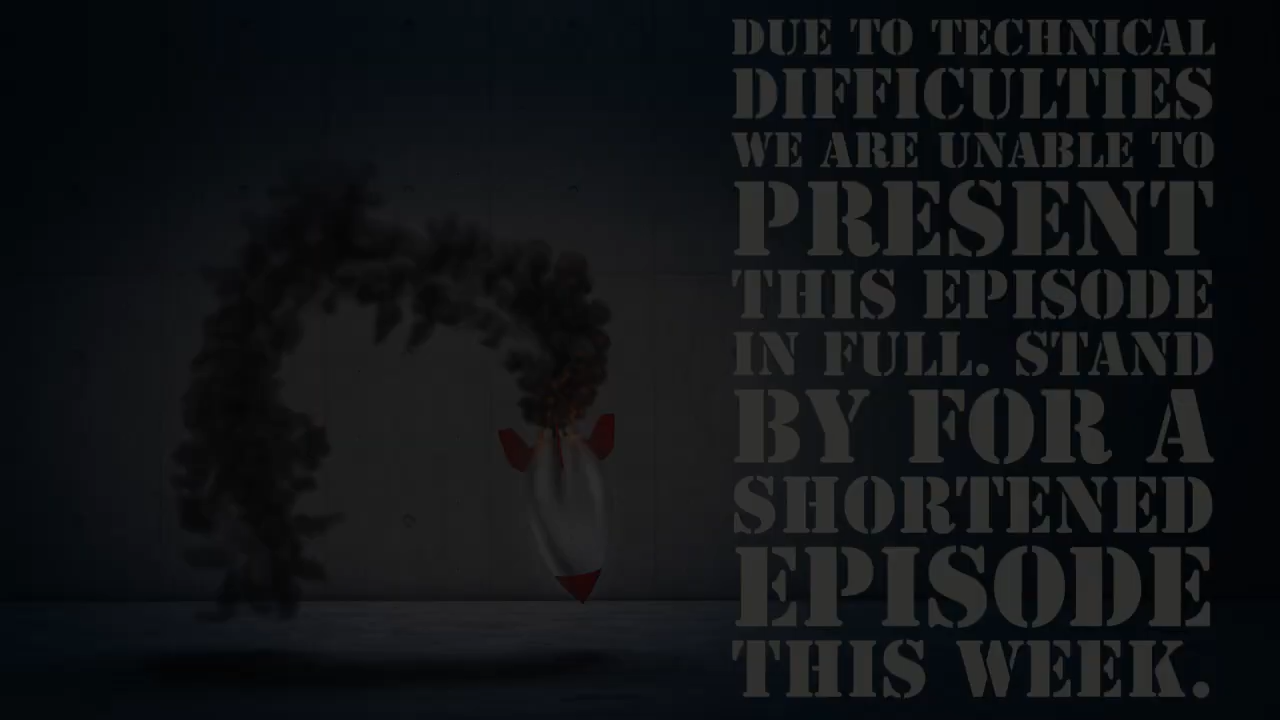 DUE TO TECHNICAL
DIFFICULTIES
WE ARE UNABLE TO
PRESENT
THIS EPISODE
IN FULL. STAND
BY FOR A
SHORTENED
EPISODE
THIS WEEK.